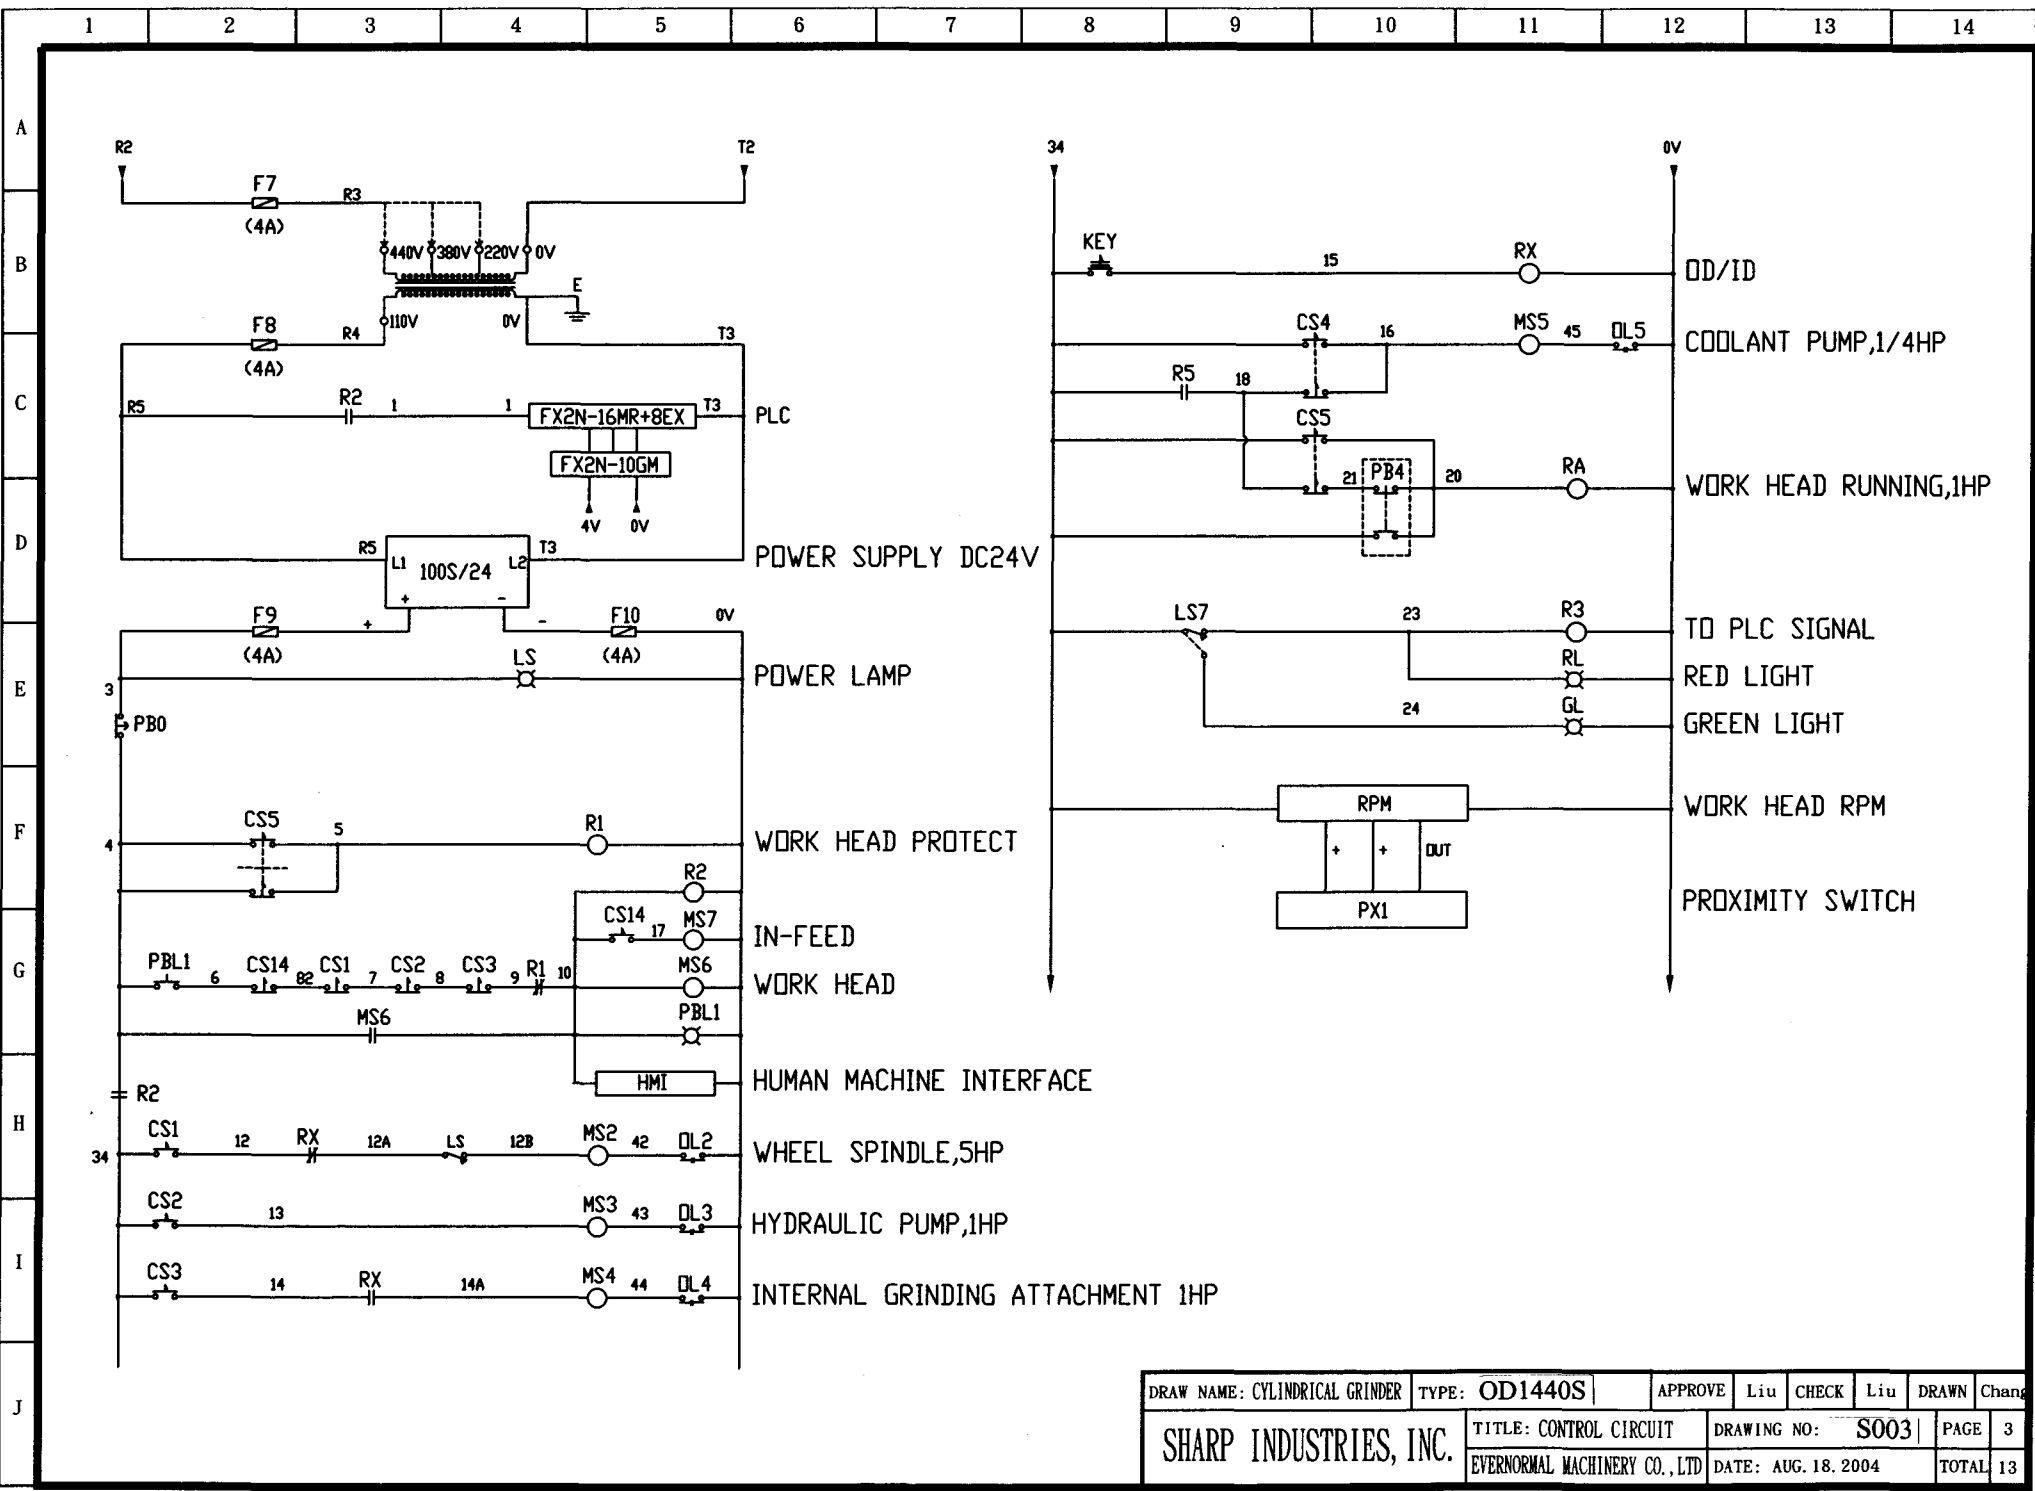 1 2 3 4 5 6 7 8 9 10 11 12 13 14
A
B
C
D
E
F
G
H
I
J
R2 T2
F7 R3
(4A)
440V 380V 220V 0V
E
F8 R4 110V 0V T3
(4A)
R5 R2 1 1 FX2N-16MR+8EX T3 PLC
FX2N-10GM
4V 0V
R5 L1 100S/24 L2 T3 POWER SUPPLY DC24V
+ -
F9 + - F10 0V
(4A) LS (4A)
3 POWER LAMP
PB0
CS5 5 R1
4 WORK HEAD PROTECT
R2
CS14 17 MS7 IN-FEED
PBL1 6 CS14 82 CS1 7 CS2 8 CS3 9 R1 10 MS6 WORK HEAD
MS6 PBL1
HMI HUMAN MACHINE INTERFACE
R2
34 CS1 12 RX 12A LS 12B MS2 42 OL2 WHEEL SPINDLE,5HP
CS2 13 MS3 43 OL3 HYDRAULIC PUMP,1HP
CS3 14 RX 14A MS4 44 OL4 INTERNAL GRINDING ATTACHMENT 1HP
34 0V
KEY 15 RX OD/ID
CS4 16 MS5 45 OL5 COOLANT PUMP,1/4HP
R5 18
CS5
21 PB4 20 RA WORK HEAD RUNNING,1HP
LS7 23 R3 TO PLC SIGNAL
RL RED LIGHT
24 GL GREEN LIGHT
RPM WORK HEAD RPM
+ + OUT
PX1 PROXIMITY SWITCH
DRAW NAME: CYLINDRICAL GRINDER TYPE: OD1440S APPROVE Liu CHECK Liu DRAWN Chang
SHARP INDUSTRIES, INC. TITLE: CONTROL CIRCUIT DRAWING NO: S003 PAGE 3
EVERNORMAL MACHINERY CO., LTD DATE: AUG. 18. 2004 TOTAL 13